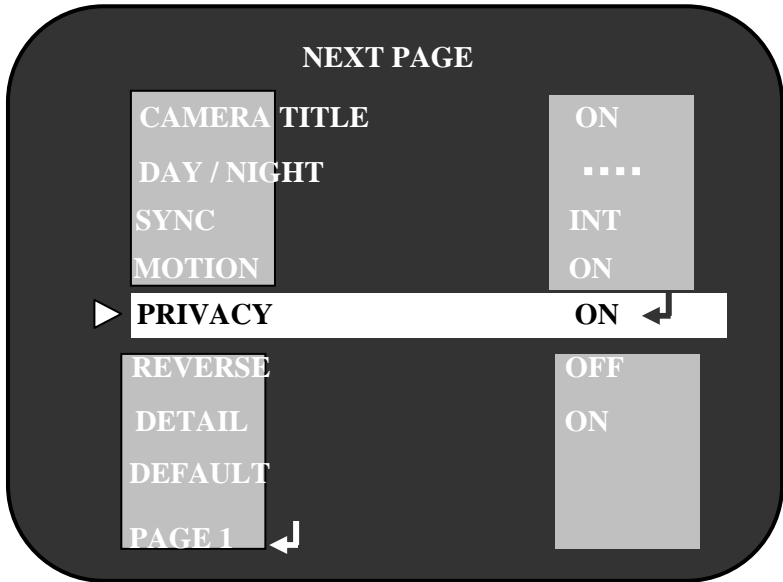 NEXT PAGE
CAMERA TITLE ON
DAY / NIGHT ▪▪▪▪
SYNC INT
MOTION ON
PRIVACY ON
REVERSE OFF
DETAIL ON
DEFAULT
PAGE 1